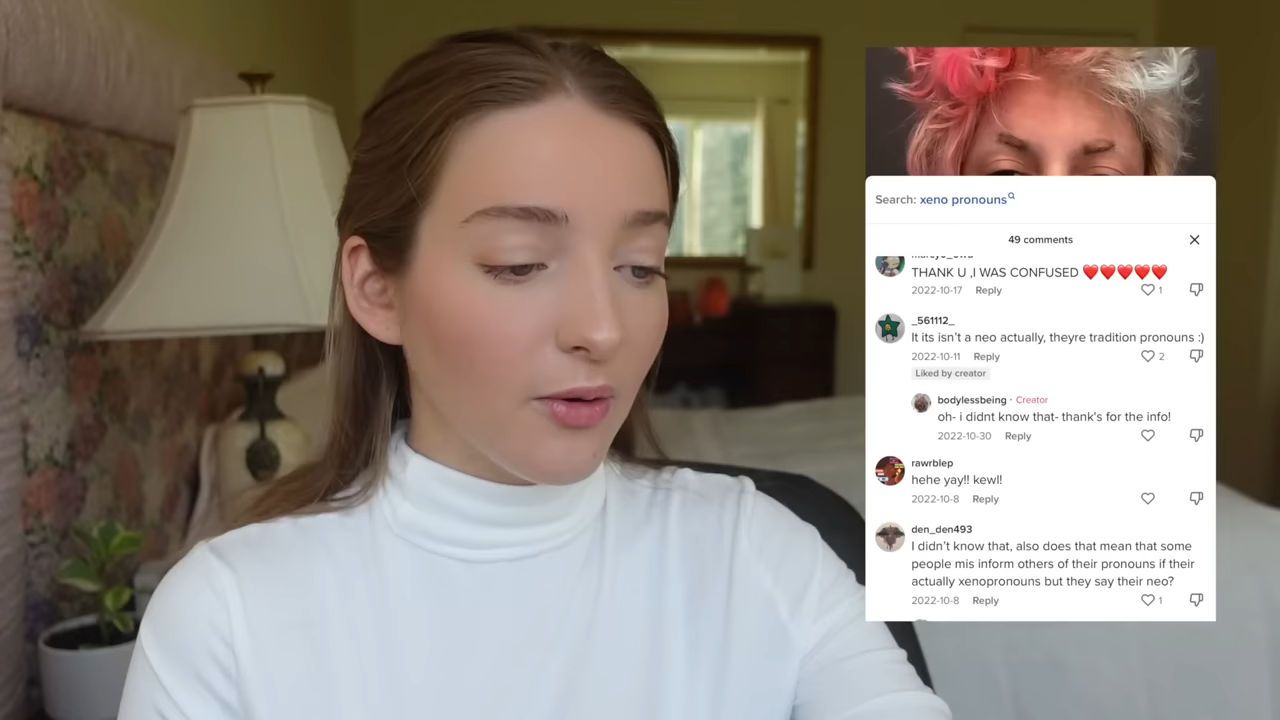 Search: xeno pronouns
49 comments
THANK U ,I WAS CONFUSED ❤️❤️❤️❤️❤️
2022-10-17 Reply 1
_561112_
It its isn't a neo actually, theyre tradition pronouns :)
2022-10-11 Reply 2
Liked by creator
bodylessbeing · Creator
oh- i didnt know that- thank's for the info!
2022-10-30 Reply
rawrblep
hehe yay!! kewl!
2022-10-8 Reply
den_den493
I didn't know that, also does that mean that some
people mis inform others of their pronouns if their
actually xenopronouns but they say their neo?
2022-10-8 Reply 1